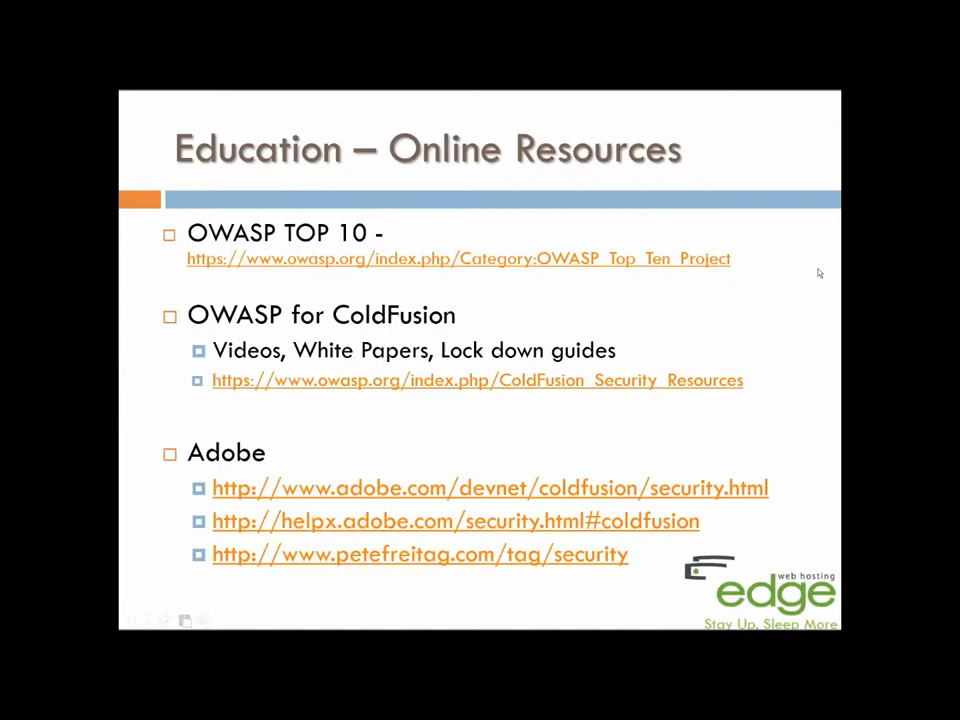 Education – Online Resources
OWASP TOP 10 -
https://www.owasp.org/index.php/Category:OWASP_Top_Ten_Project
OWASP for ColdFusion
Videos, White Papers, Lock down guides
https://www.owasp.org/index.php/ColdFusion_Security_Resources
Adobe
http://www.adobe.com/devnet/coldfusion/security.html
http://helpx.adobe.com/security.html#coldfusion
http://www.petefreitag.com/tag/security
web hosting
edge
Stay Up, Sleep More